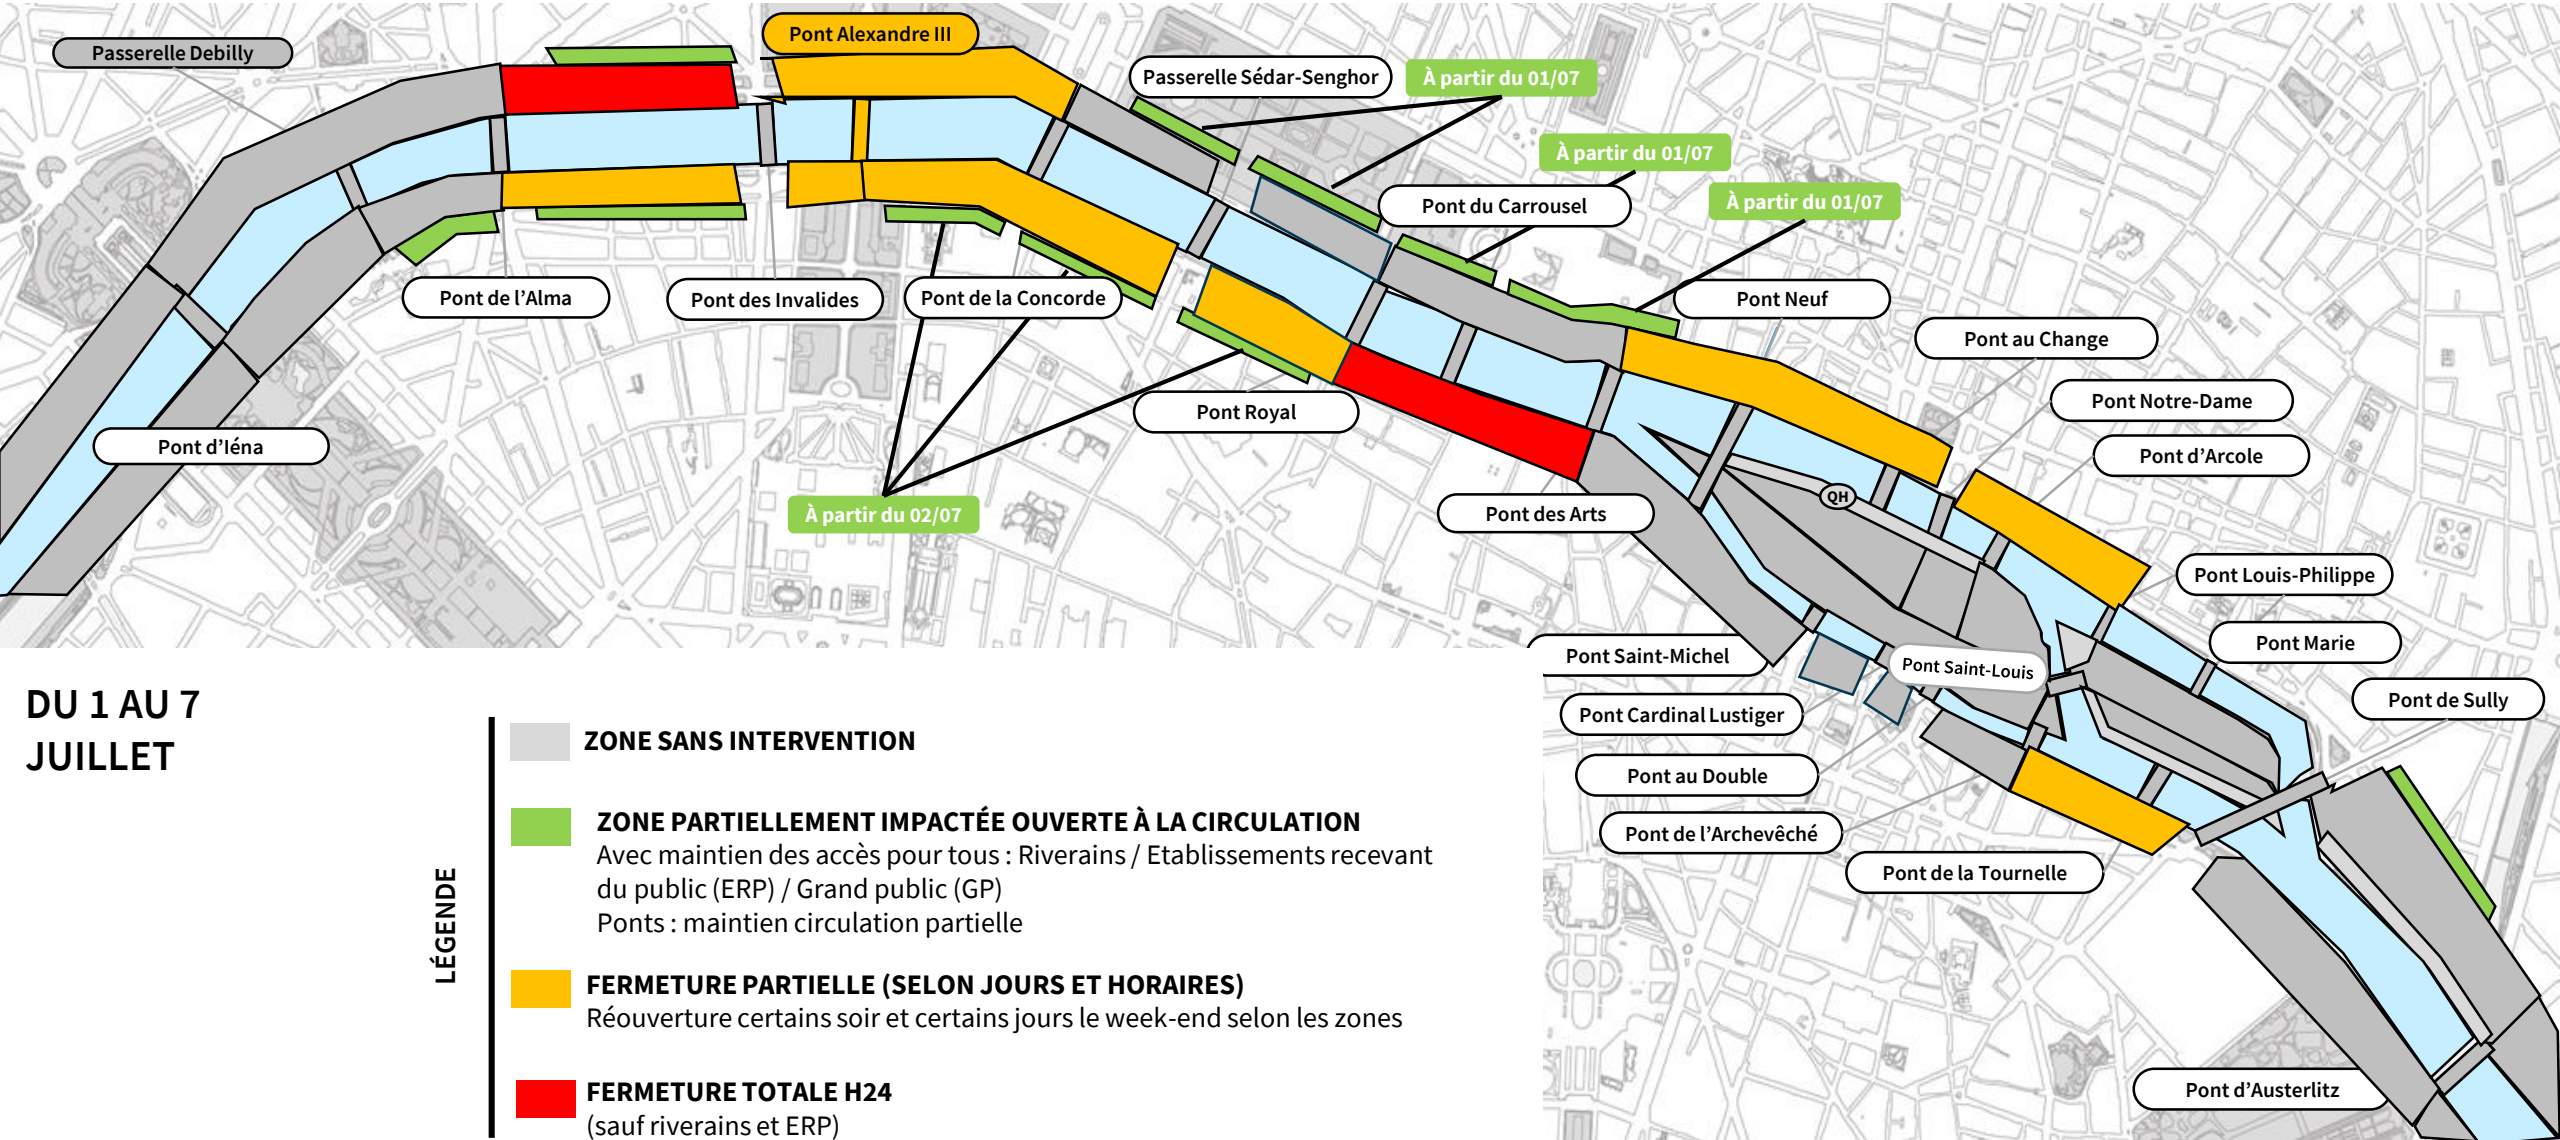 Passerelle Debilly
Pont Alexandre III
Passerelle Sédar-Senghor
À partir du 01/07
À partir du 01/07
À partir du 01/07
Pont du Carrousel
Pont de l’Alma
Pont des Invalides
Pont de la Concorde
Pont Neuf
Pont au Change
Pont Notre-Dame
Pont Royal
Pont d’Iéna
Pont d’Arcole
QH
À partir du 02/07
Pont des Arts
Pont Louis-Philippe
Pont Marie
Pont Saint-Michel
Pont Saint-Louis
Pont de Sully
Pont Cardinal Lustiger
Pont au Double
Pont de l’Archevêché
Pont de la Tournelle
Pont d’Austerlitz
DU 1 AU 7
JUILLET
LÉGENDE
ZONE SANS INTERVENTION
ZONE PARTIELLEMENT IMPACTÉE OUVERTE À LA CIRCULATION
Avec maintien des accès pour tous : Riverains / Etablissements recevant
du public (ERP) / Grand public (GP)
Ponts : maintien circulation partielle
FERMETURE PARTIELLE (SELON JOURS ET HORAIRES)
Réouverture certains soir et certains jours le week-end selon les zones
FERMETURE TOTALE H24
(sauf riverains et ERP)